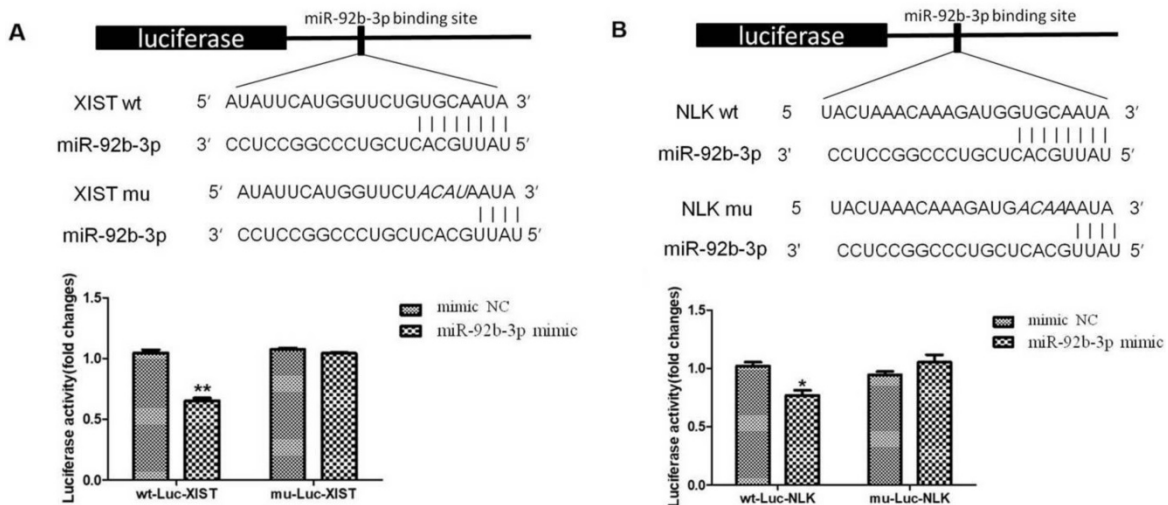 A
miR-92b-3p binding site
luciferase
XIST wt 5′ AUAUUCAUGGUUCUGUGCAAUA 3′
miR-92b-3p 3′ CCUCCGGCCCUGCUCACGUUAU 5′
XIST mu 5′ AUAUUCAUGGUUCUACAUAAUA 3′
miR-92b-3p 3′ CCUCCGGCCCUGCUCACGUUAU 5′
Luciferase activity(fold changes)
1.5
1.0
0.5
0.0
**
mimic NC
miR-92b-3p mimic
wt-Luc-XIST mu-Luc-XIST
B
miR-92b-3p binding site
luciferase
NLK wt 5 UACUAAACAAAGAUGGUGCAAUA 3′
miR-92b-3p 3' CCUCCGGCCCUGCUCACGUUAU 5′
NLK mu 5 UACUAAACAAAGAUGACAAAUA 3′
miR-92b-3p 3' CCUCCGGCCCUGCUCACGUUAU 5′
Luciferase activity(fold changes)
1.5
1.0
0.5
0.0
*
mimic NC
miR-92b-3p mimic
wt-Luc-NLK mu-Luc-NLK